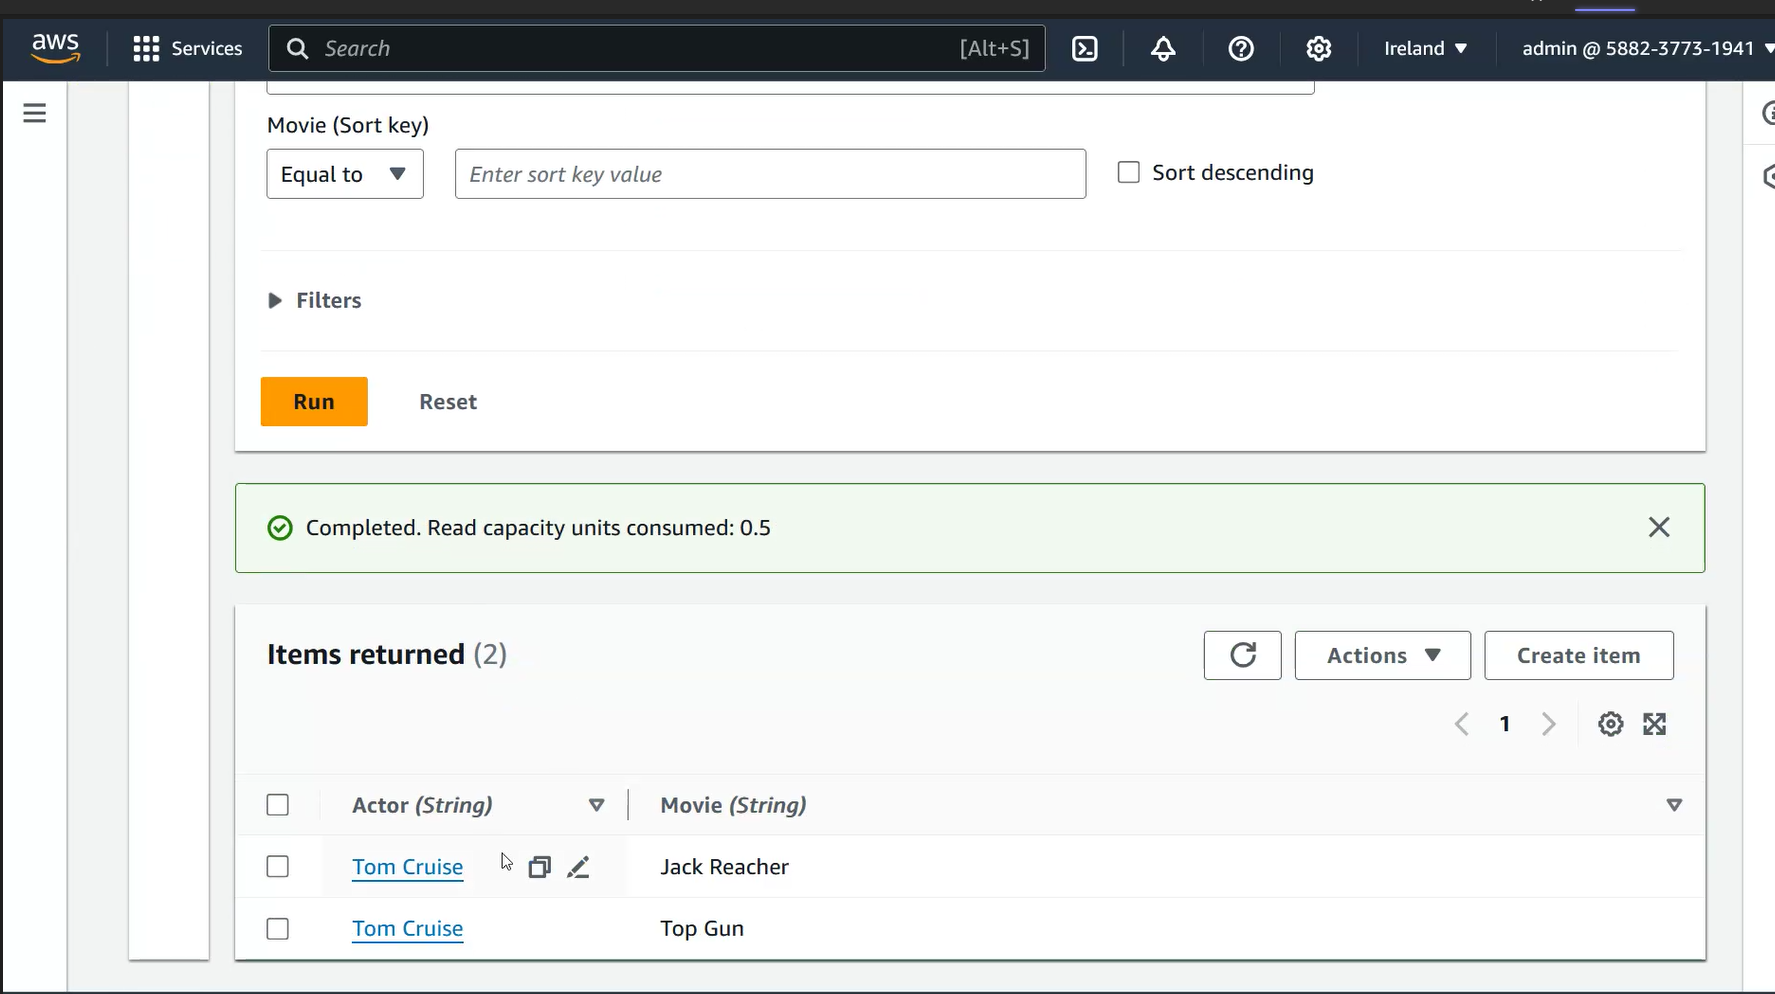 aws Services Search [Alt+S] Ireland admin @ 5882-3773-1941
Movie (Sort key)
Equal to Enter sort key value Sort descending
Filters
Run Reset
Completed. Read capacity units consumed: 0.5
Items returned (2) Actions Create item
1
Actor (String) Movie (String)
Tom Cruise Jack Reacher
Tom Cruise Top Gun